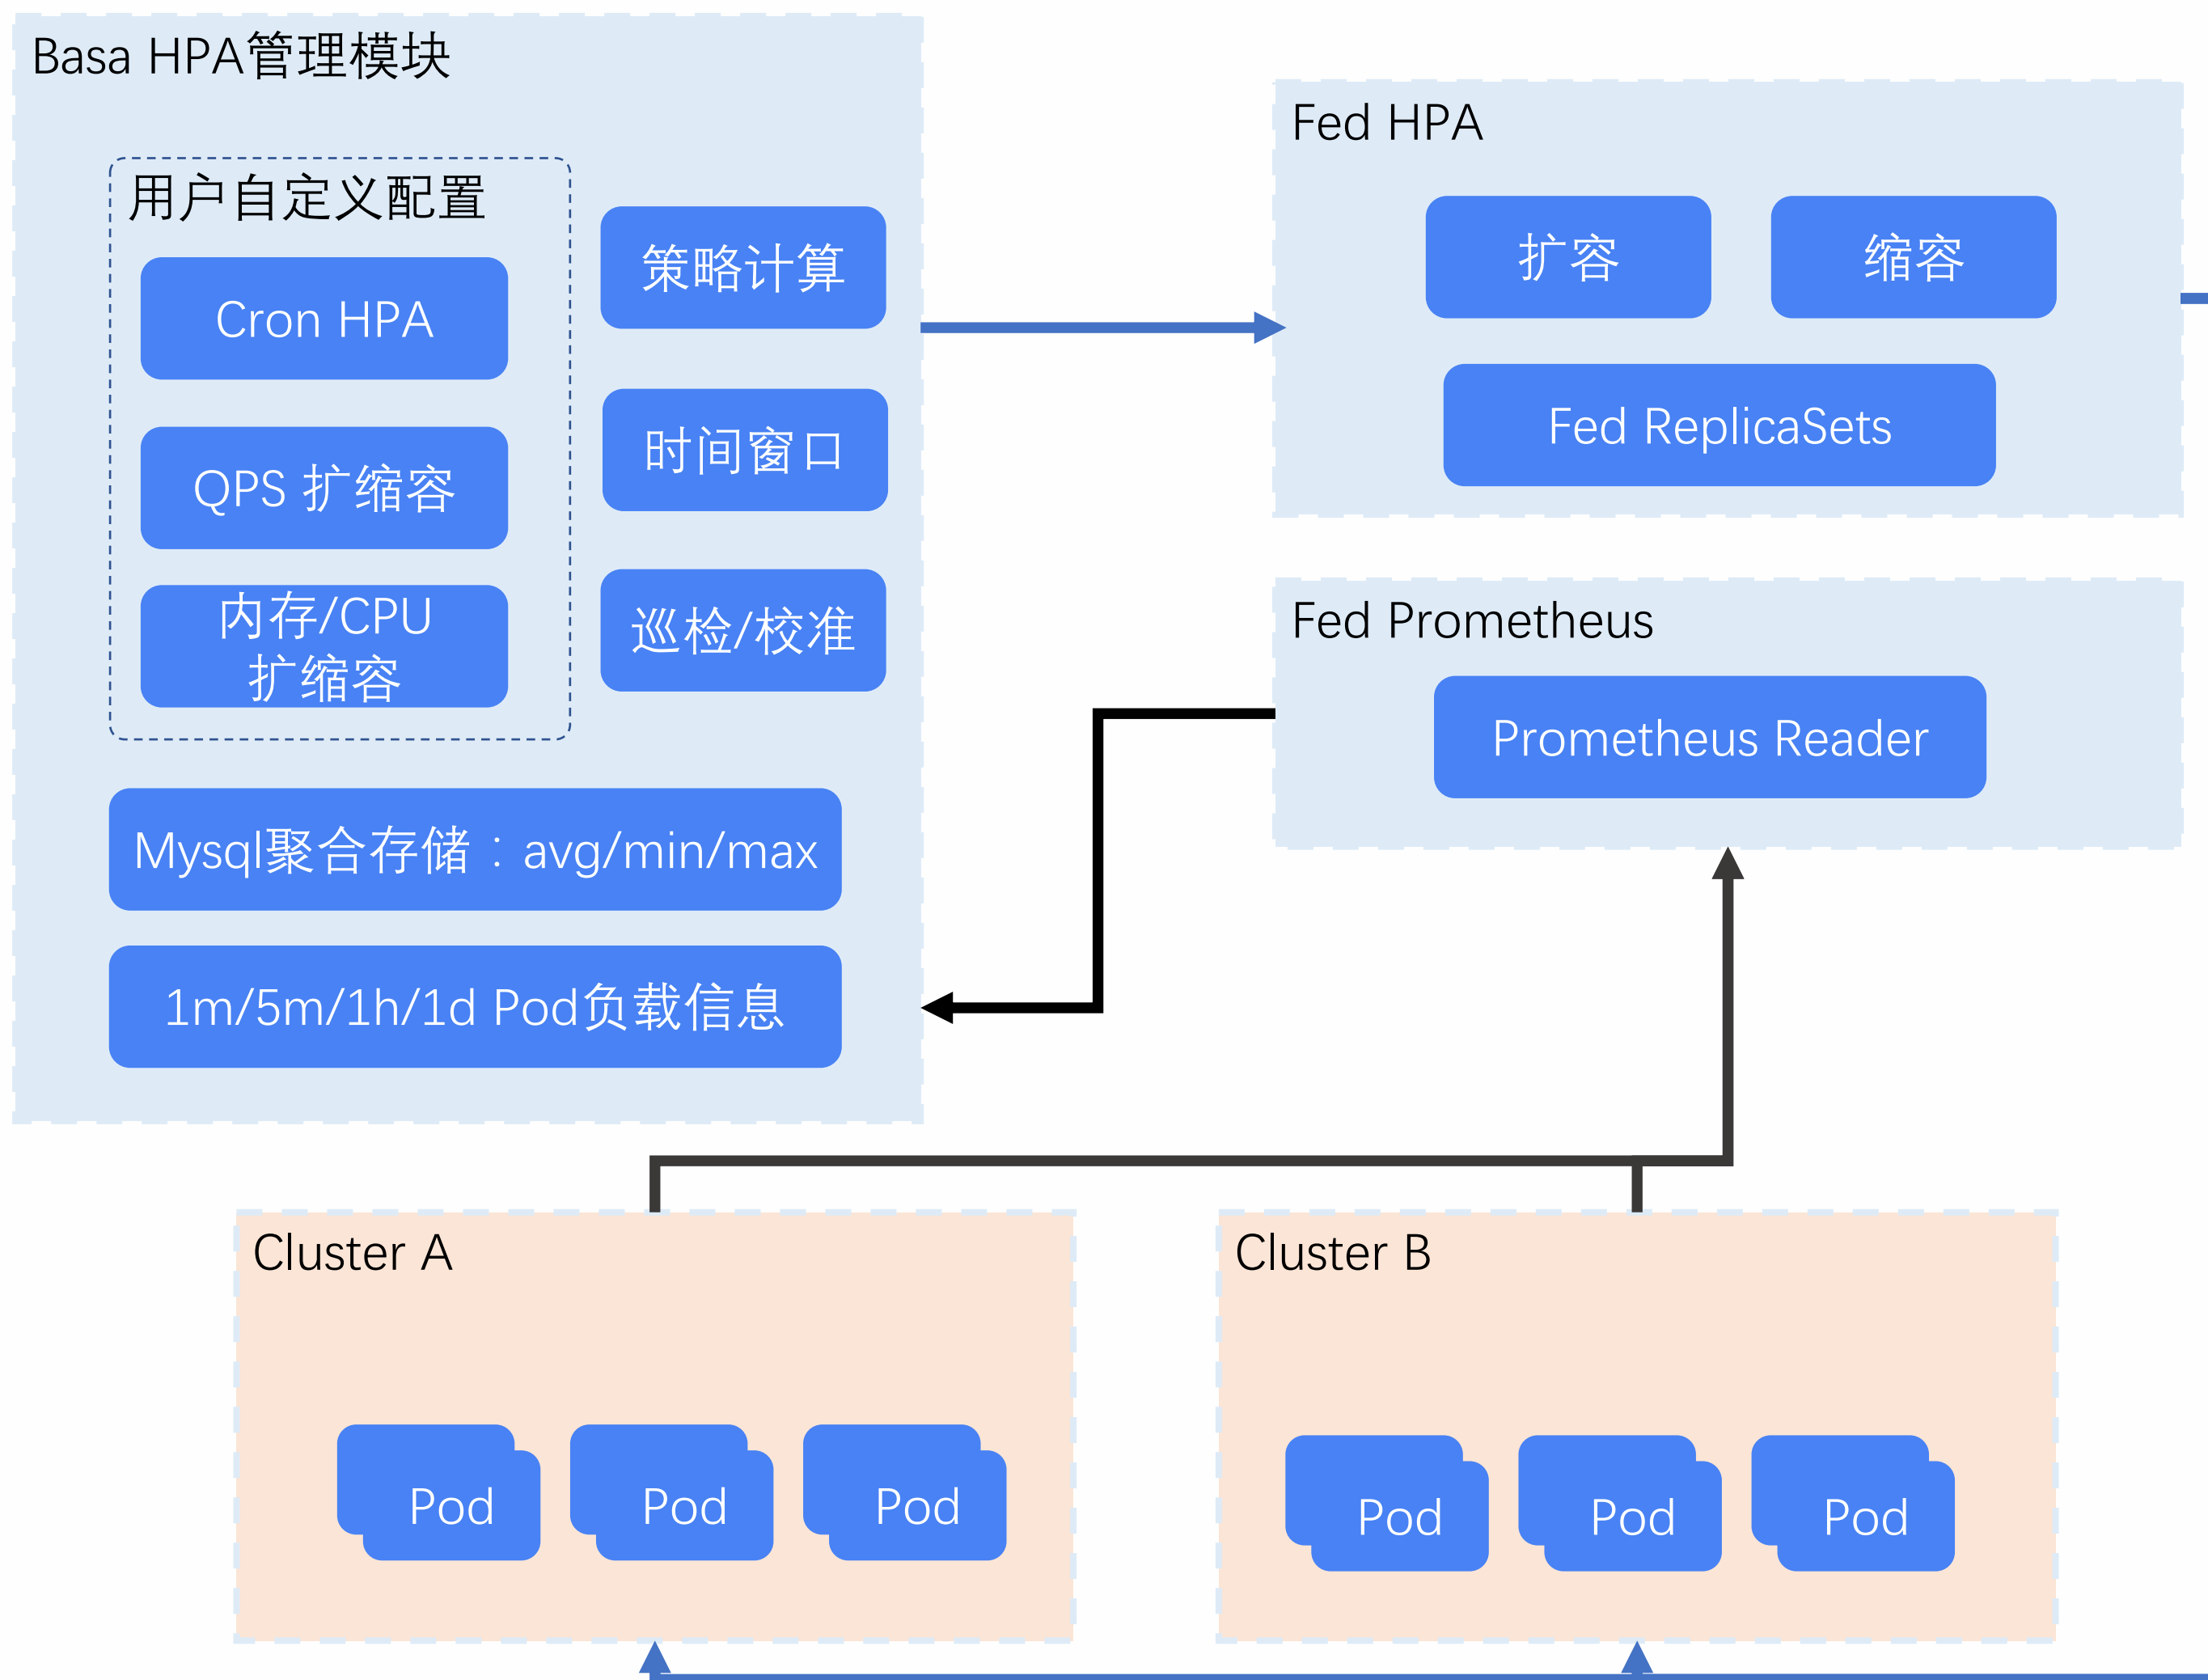 Basa HPA管理模块
用户自定义配置
Cron HPA
QPS 扩缩容
内存/CPU
扩缩容
策略计算
时间窗口
巡检/校准
Mysql聚合存储：avg/min/max
1m/5m/1h/1d Pod负载信息
Fed HPA
扩容
缩容
Fed ReplicaSets
Fed Prometheus
Prometheus Reader
Cluster A
Pod
Pod
Pod
Cluster B
Pod
Pod
Pod